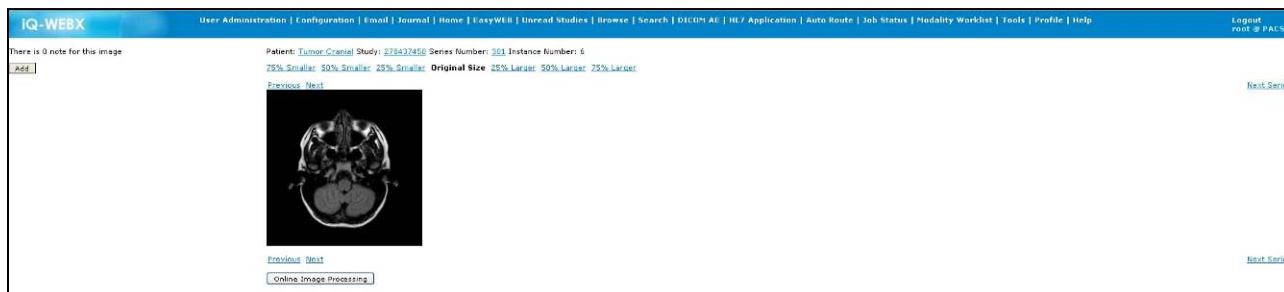 iQ-WEBX
User Administration | Configuration | Email | Journal | Home | EasyWEB | Unread Studies | Browse | Search | DICOM AE | HL7 Application | Auto Route | Job Status | Modality Worklist | Tools | Profile | Help
Logout
root @ PACS
There is 0 note for this image
Add
Patient: Tumor Cranial Study: 278437450 Series Number: 301 Instance Number: 6
75% Smaller 50% Smaller 25% Smaller Original Size 25% Larger 50% Larger 75% Larger
Previous Next
Next Seri
Previous Next
Next Seri
Online Image Processing